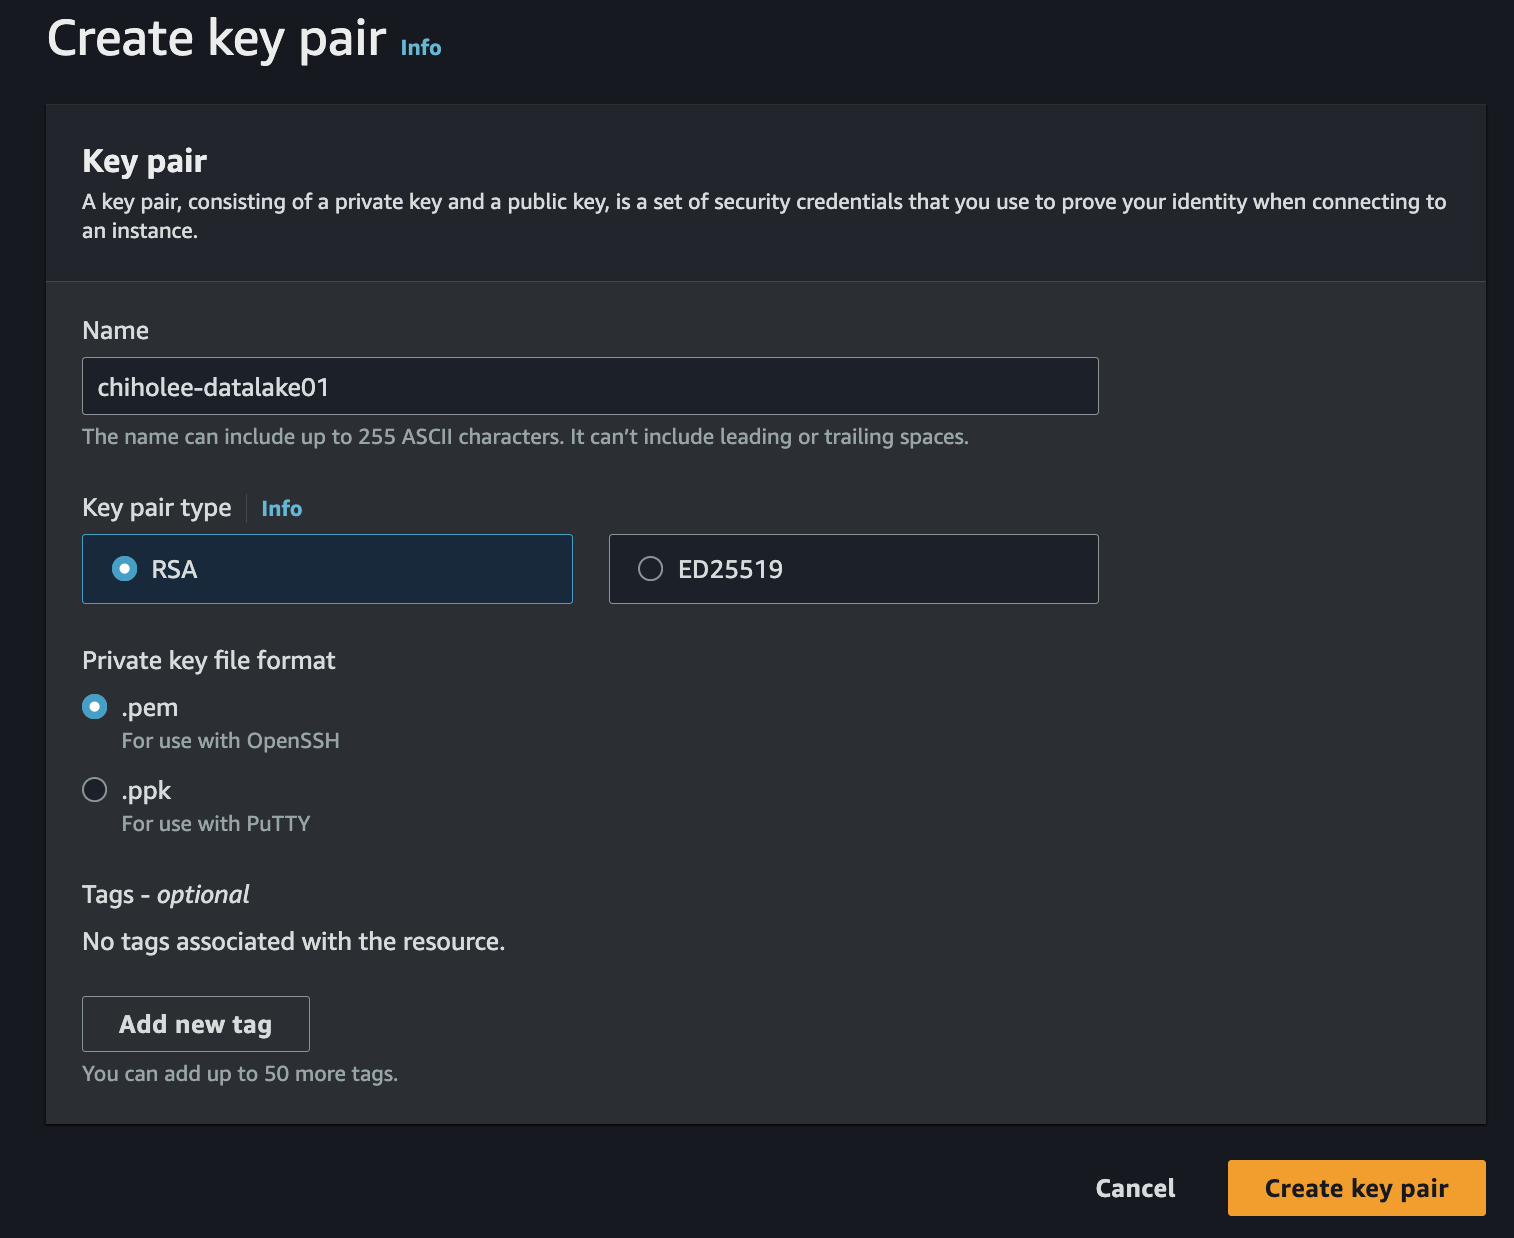 Create key pair Info
Key pair
A key pair, consisting of a private key and a public key, is a set of security credentials that you use to prove your identity when connecting to
an instance.
Name
chiholee-datalake01
The name can include up to 255 ASCII characters. It can't include leading or trailing spaces.
Key pair type Info
RSA ED25519
Private key file format
.pem
For use with OpenSSH
.ppk
For use with PuTTY
Tags - optional
No tags associated with the resource.
Add new tag
You can add up to 50 more tags.
Cancel Create key pair